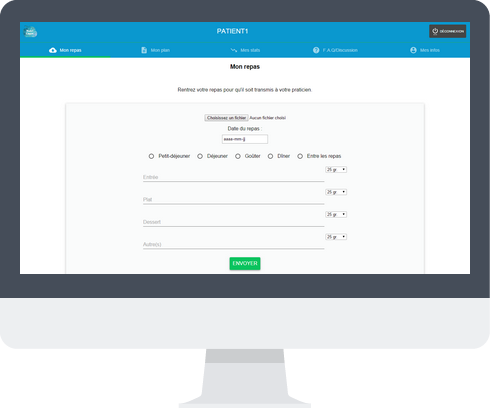 PATIENT1
DÉCONNEXION
Mon repas
Mon plan
Mes stats
F.A.Q/Discussion
Mes infos
Mon repas
Rentrez votre repas pour qu'il soit transmis à votre praticien.
Choisissez un fichier Aucun fichier choisi
Date du repas :
aaaa-mm-jj
Petit-déjeuner Déjeuner Goûter Dîner Entre les repas
25 gr
Entrée
25 gr
Plat
25 gr
Dessert
25 gr
Autre(s)
ENVOYER